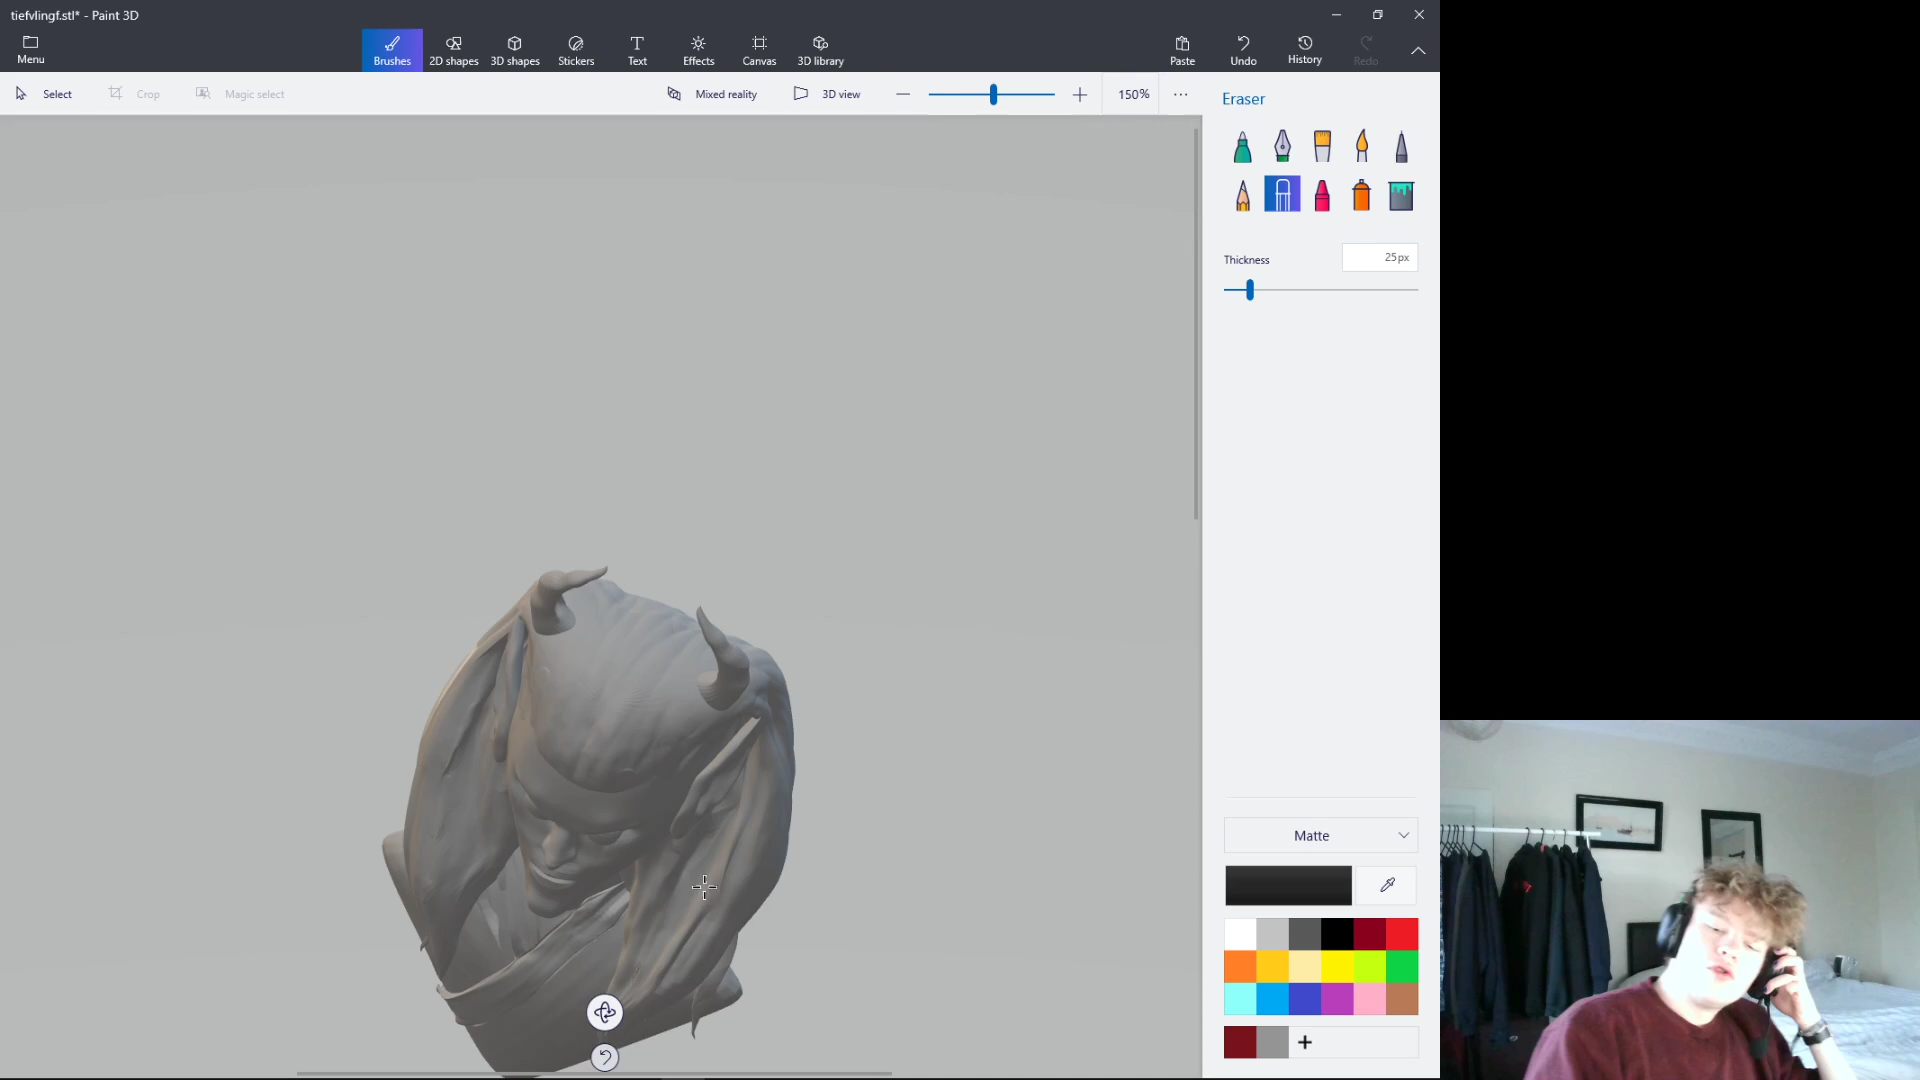 tiefvlingf.stl* - Paint 3D
Menu
Brushes
2D shapes
3D shapes
Stickers
Text
Effects
Canvas
3D library
Paste
Undo
History
Redo
Select
Crop
Magic select
Mixed reality
3D view
150%
Eraser
Thickness
25px
Matte